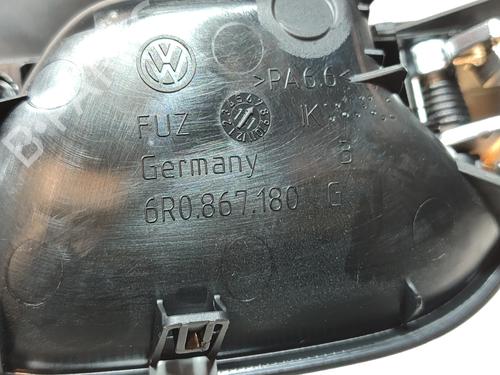 >PA6.6<
FUZ
K
Germany
6R0.867.180 G